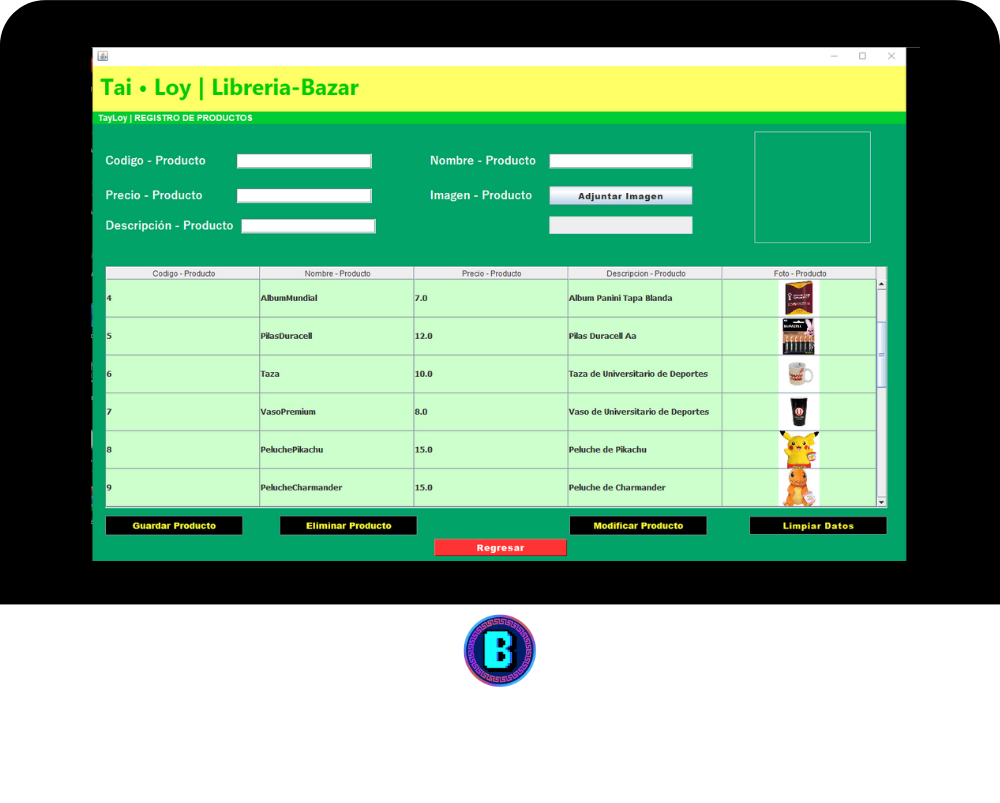 Tai • Loy | Libreria-Bazar
TayLoy | REGISTRO DE PRODUCTOS
Codigo - Producto
Nombre - Producto
Precio - Producto
Imagen - Producto
Adjuntar Imagen
Descripción - Producto
Codigo - Producto Nombre - Producto Precio - Producto Descripcion - Producto Foto - Producto
4 AlbumMundial 7.0 Album Panini Tapa Blanda
5 PilasDuracell 12.0 Pilas Duracell Aa
DURACELL
6 Taza 10.0 Taza de Universitario de Deportes
7 VasoPremium 8.0 Vaso de Universitario de Deportes
8 PeluchePikachu 15.0 Peluche de Pikachu
9 PelucheCharmander 15.0 Peluche de Charmander
Guardar Producto
Eliminar Producto
Modificar Producto
Limpiar Datos
Regresar
B